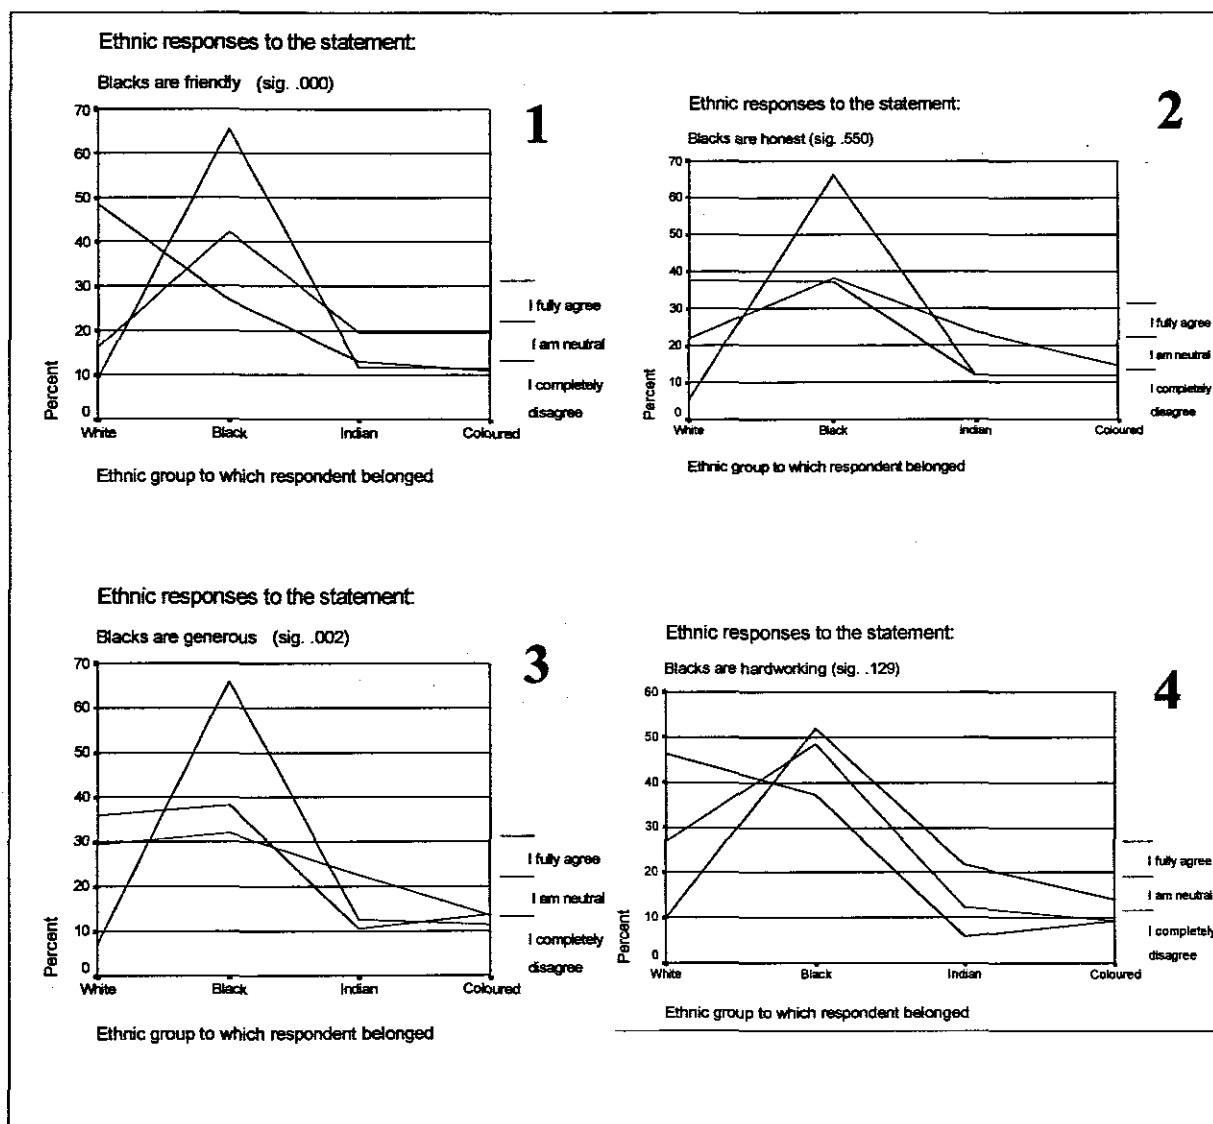 Ethnic responses to the statement:
Blacks are friendly (sig. .000)
1
70
60
50
40
30
20
10
0
Percent
White
Black
Indian
Coloured
I fully agree
I am neutral
I completely
disagree
Ethnic group to which respondent belonged
Ethnic responses to the statement:
Blacks are honest (sig. .550)
2
70
60
50
40
30
20
10
0
Percent
White
Black
Indian
Coloured
I fully agree
I am neutral
I completely
disagree
Ethnic group to which respondent belonged
Ethnic responses to the statement:
Blacks are generous (sig. .002)
3
70
60
50
40
30
20
10
0
Percent
White
Black
Indian
Coloured
I fully agree
I am neutral
I completely
disagree
Ethnic group to which respondent belonged
Ethnic responses to the statement:
Blacks are hardworking (sig. .129)
4
60
50
40
30
20
10
0
Percent
White
Black
Indian
Coloured
I fully agree
I am neutral
I completely
disagree
Ethnic group to which respondent belonged